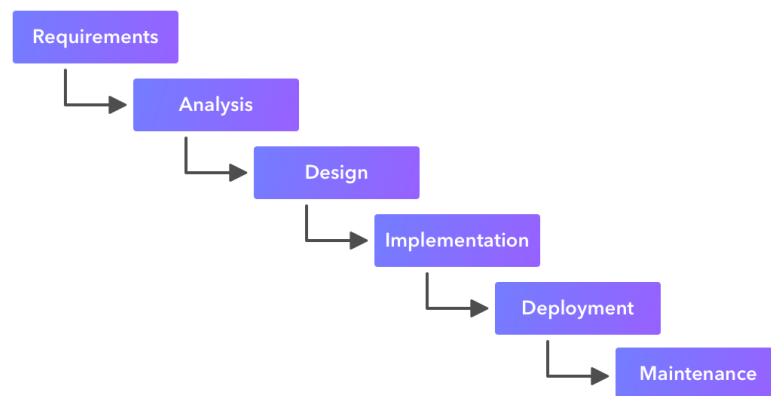 Requirements
Analysis
Design
Implementation
Deployment
Maintenance